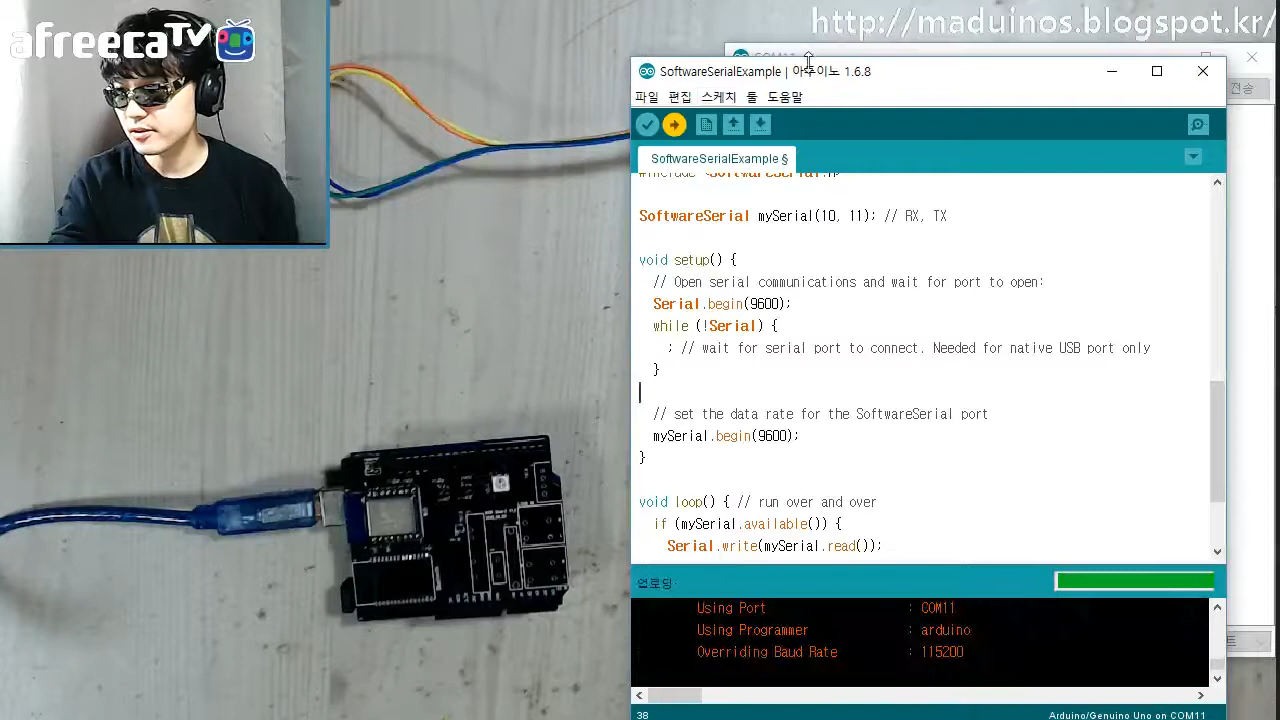 afreecaTV
http://maduinos.blogspot.kr/
COM11
SoftwareSerialExample | 아두이노 1.6.8
전송
파일 편집 스케치 툴 도움말
SoftwareSerialExample §
#include <SoftwareSerial.h>
SoftwareSerial mySerial(10, 11); // RX, TX
void setup() {
// Open serial communications and wait for port to open:
Serial.begin(9600);
while (!Serial) {
; // wait for serial port to connect. Needed for native USB port only
}
// set the data rate for the SoftwareSerial port
mySerial.begin(9600);
}
void loop() { // run over and over
if (mySerial.available()) {
Serial.write(mySerial.read());
업로딩...
Using Port : COM11
Using Programmer : arduino
Overriding Baud Rate : 115200
38
Arduino/Genuino Uno on COM11